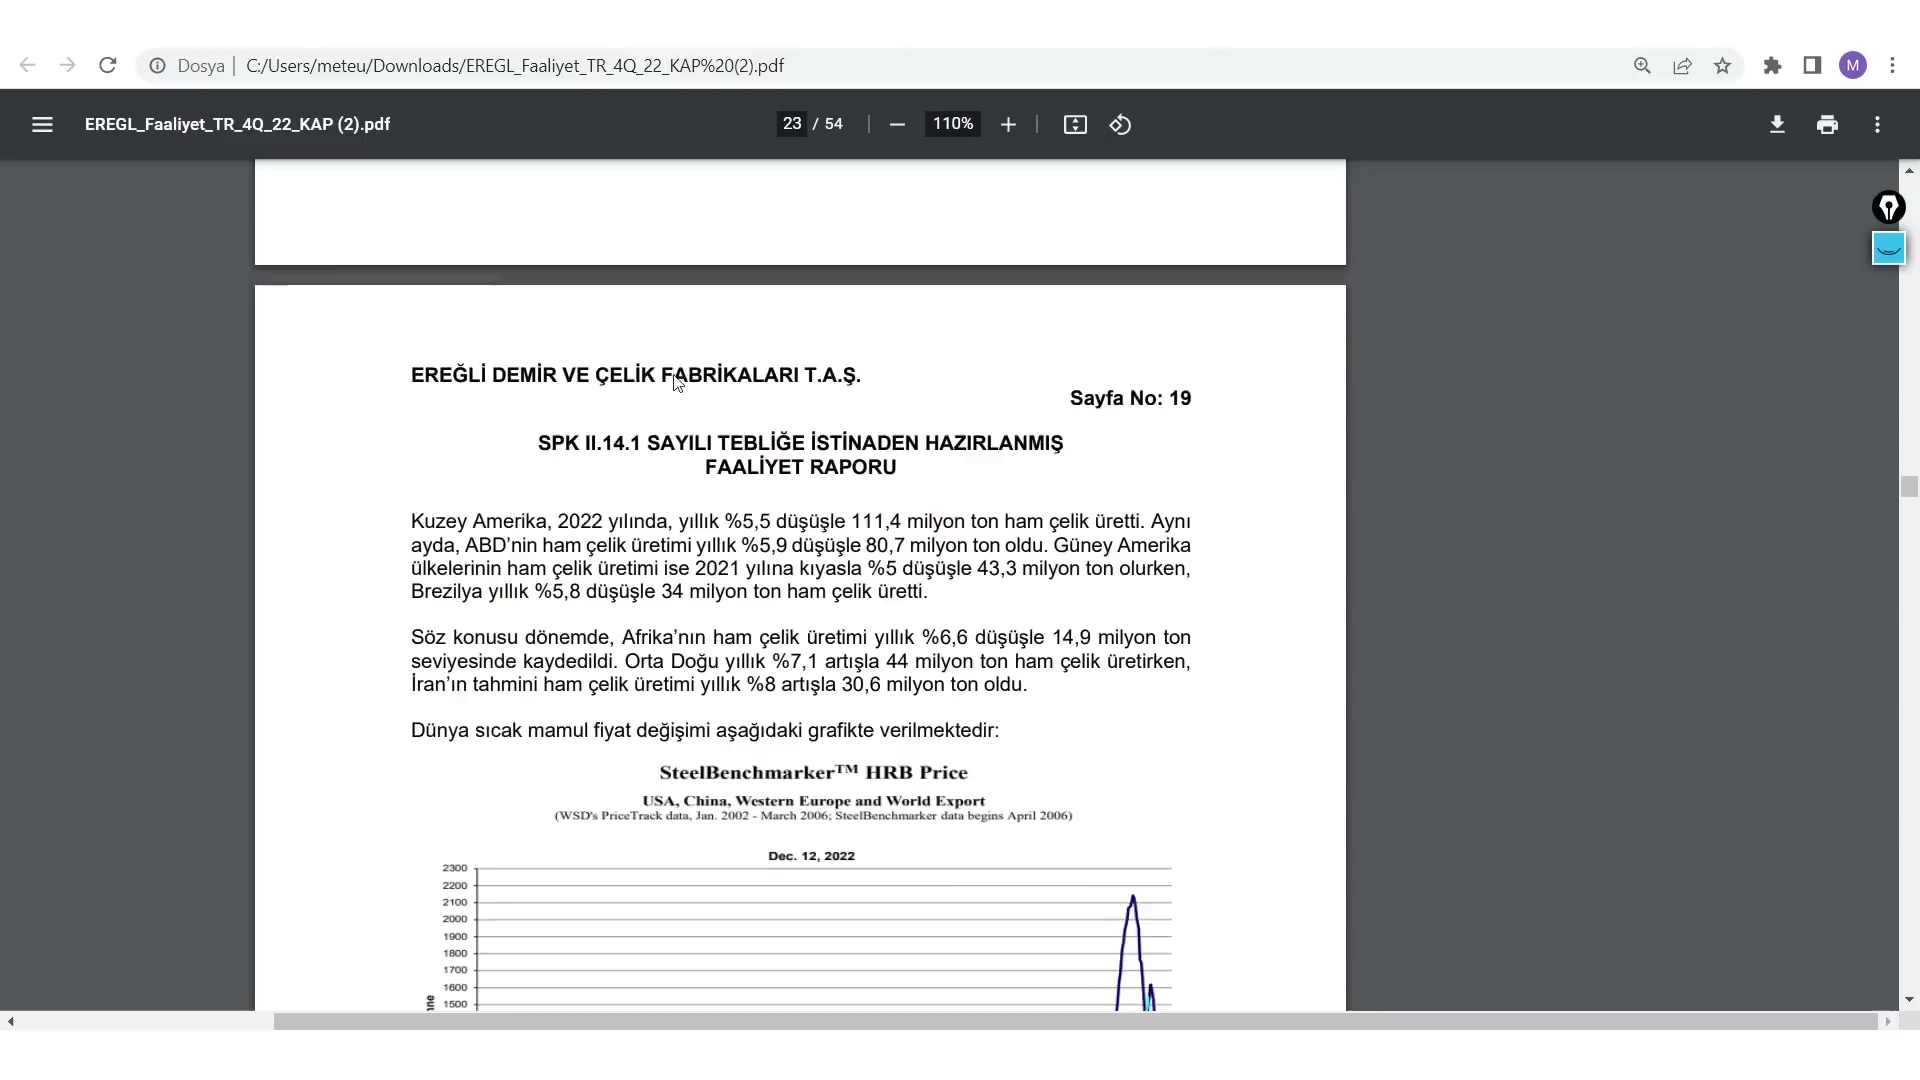 Dosya | C:/Users/meteu/Downloads/EREGL_Faaliyet_TR_4Q_22_KAP%20(2).pdf
M
EREGL_Faaliyet_TR_4Q_22_KAP (2).pdf
23 / 54
110%
EREĞLİ DEMİR VE ÇELİK FABRİKALARI T.A.Ş.
Sayfa No: 19
SPK II.14.1 SAYILI TEBLİĞE İSTİNADEN HAZIRLANMIŞ
FAALİYET RAPORU
Kuzey Amerika, 2022 yılında, yıllık %5,5 düşüşle 111,4 milyon ton ham çelik üretti. Aynı
ayda, ABD’nin ham çelik üretimi yıllık %5,9 düşüşle 80,7 milyon ton oldu. Güney Amerika
ülkelerinin ham çelik üretimi ise 2021 yılına kıyasla %5 düşüşle 43,3 milyon ton olurken,
Brezilya yıllık %5,8 düşüşle 34 milyon ton ham çelik üretti.
Söz konusu dönemde, Afrika’nın ham çelik üretimi yıllık %6,6 düşüşle 14,9 milyon ton
seviyesinde kaydedildi. Orta Doğu yıllık %7,1 artışla 44 milyon ton ham çelik üretirken,
İran’ın tahmini ham çelik üretimi yıllık %8 artışla 30,6 milyon ton oldu.
Dünya sıcak mamul fiyat değişimi aşağıdaki grafikte verilmektedir:
SteelBenchmarker™ HRB Price
USA, China, Western Europe and World Export
(WSD's PriceTrack data, Jan. 2002 - March 2006; SteelBenchmarker data begins April 2006)
Dec. 12, 2022
2300
2200
2100
2000
1900
1800
1700
1600
1500